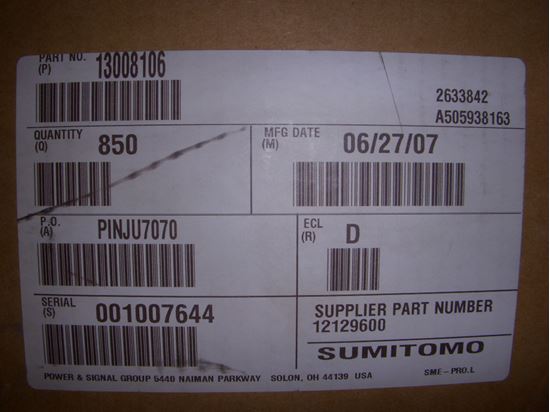 PART NO. 13008106
(P)
2633842
A505938163
QUANTITY 850
(Q)
MFG DATE 06/27/07
(M)
P.O. PINJU7070
(A)
ECL D
(R)
SERIAL 001007644
(S)
SUPPLIER PART NUMBER
12129600
SUMITOMO
POWER & SIGNAL GROUP 5440 NAIMAN PARKWAY SOLON, OH 44139 USA SME-PRO.L